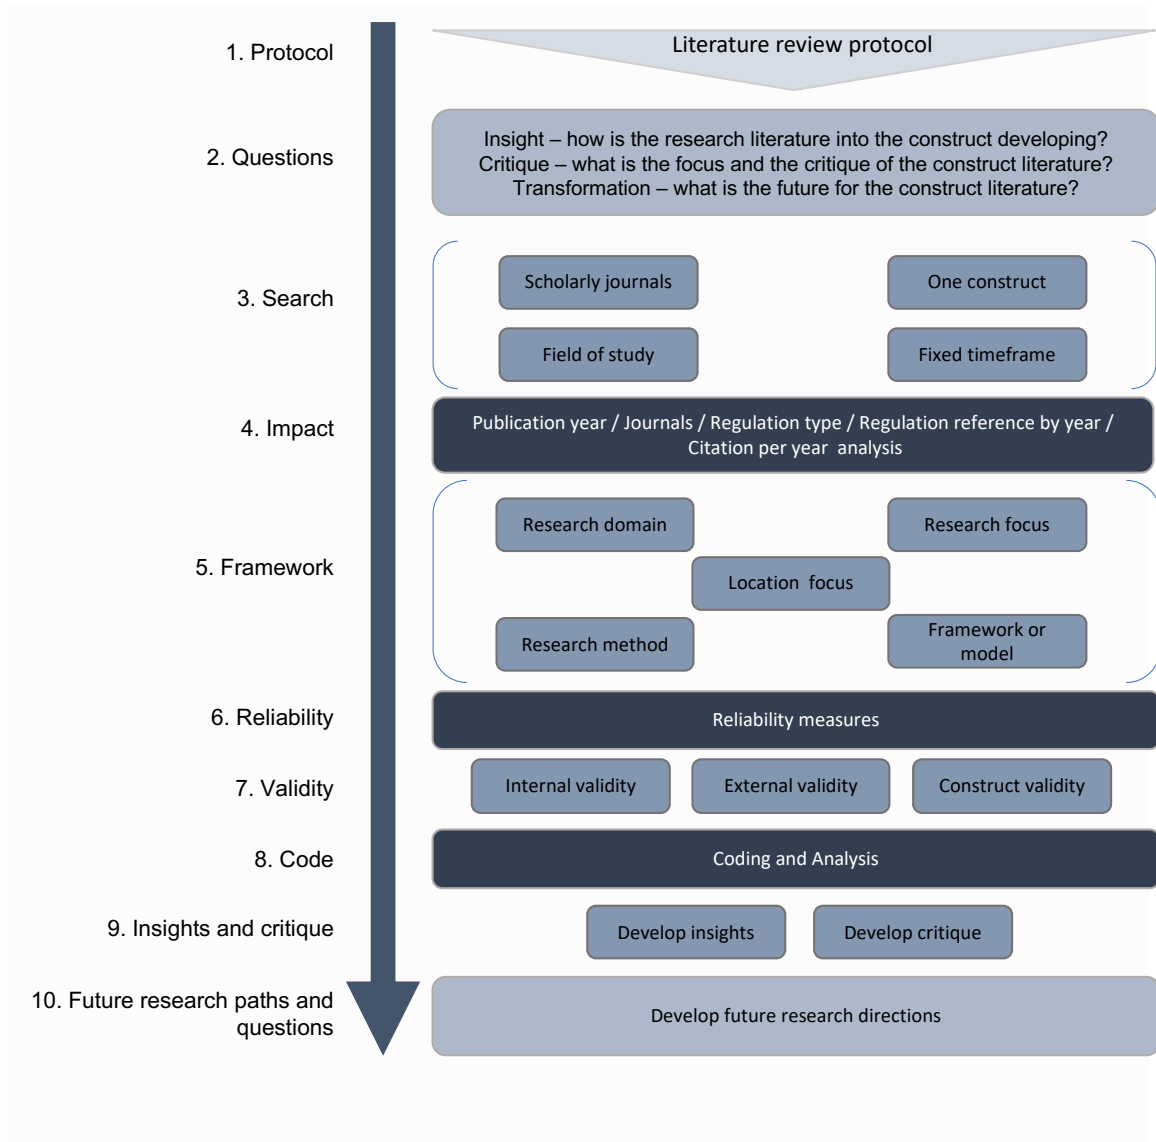 1. Protocol
Literature review protocol
2. Questions
Insight – how is the research literature into the construct developing?
Critique – what is the focus and the critique of the construct literature?
Transformation – what is the future for the construct literature?
3. Search
Scholarly journals
One construct
Field of study
Fixed timeframe
4. Impact
Publication year / Journals / Regulation type / Regulation reference by year /
Citation per year analysis
5. Framework
Research domain
Research focus
Location focus
Research method
Framework or
model
6. Reliability
Reliability measures
7. Validity
Internal validity
External validity
Construct validity
8. Code
Coding and Analysis
9. Insights and critique
Develop insights
Develop critique
10. Future research paths and
questions
Develop future research directions